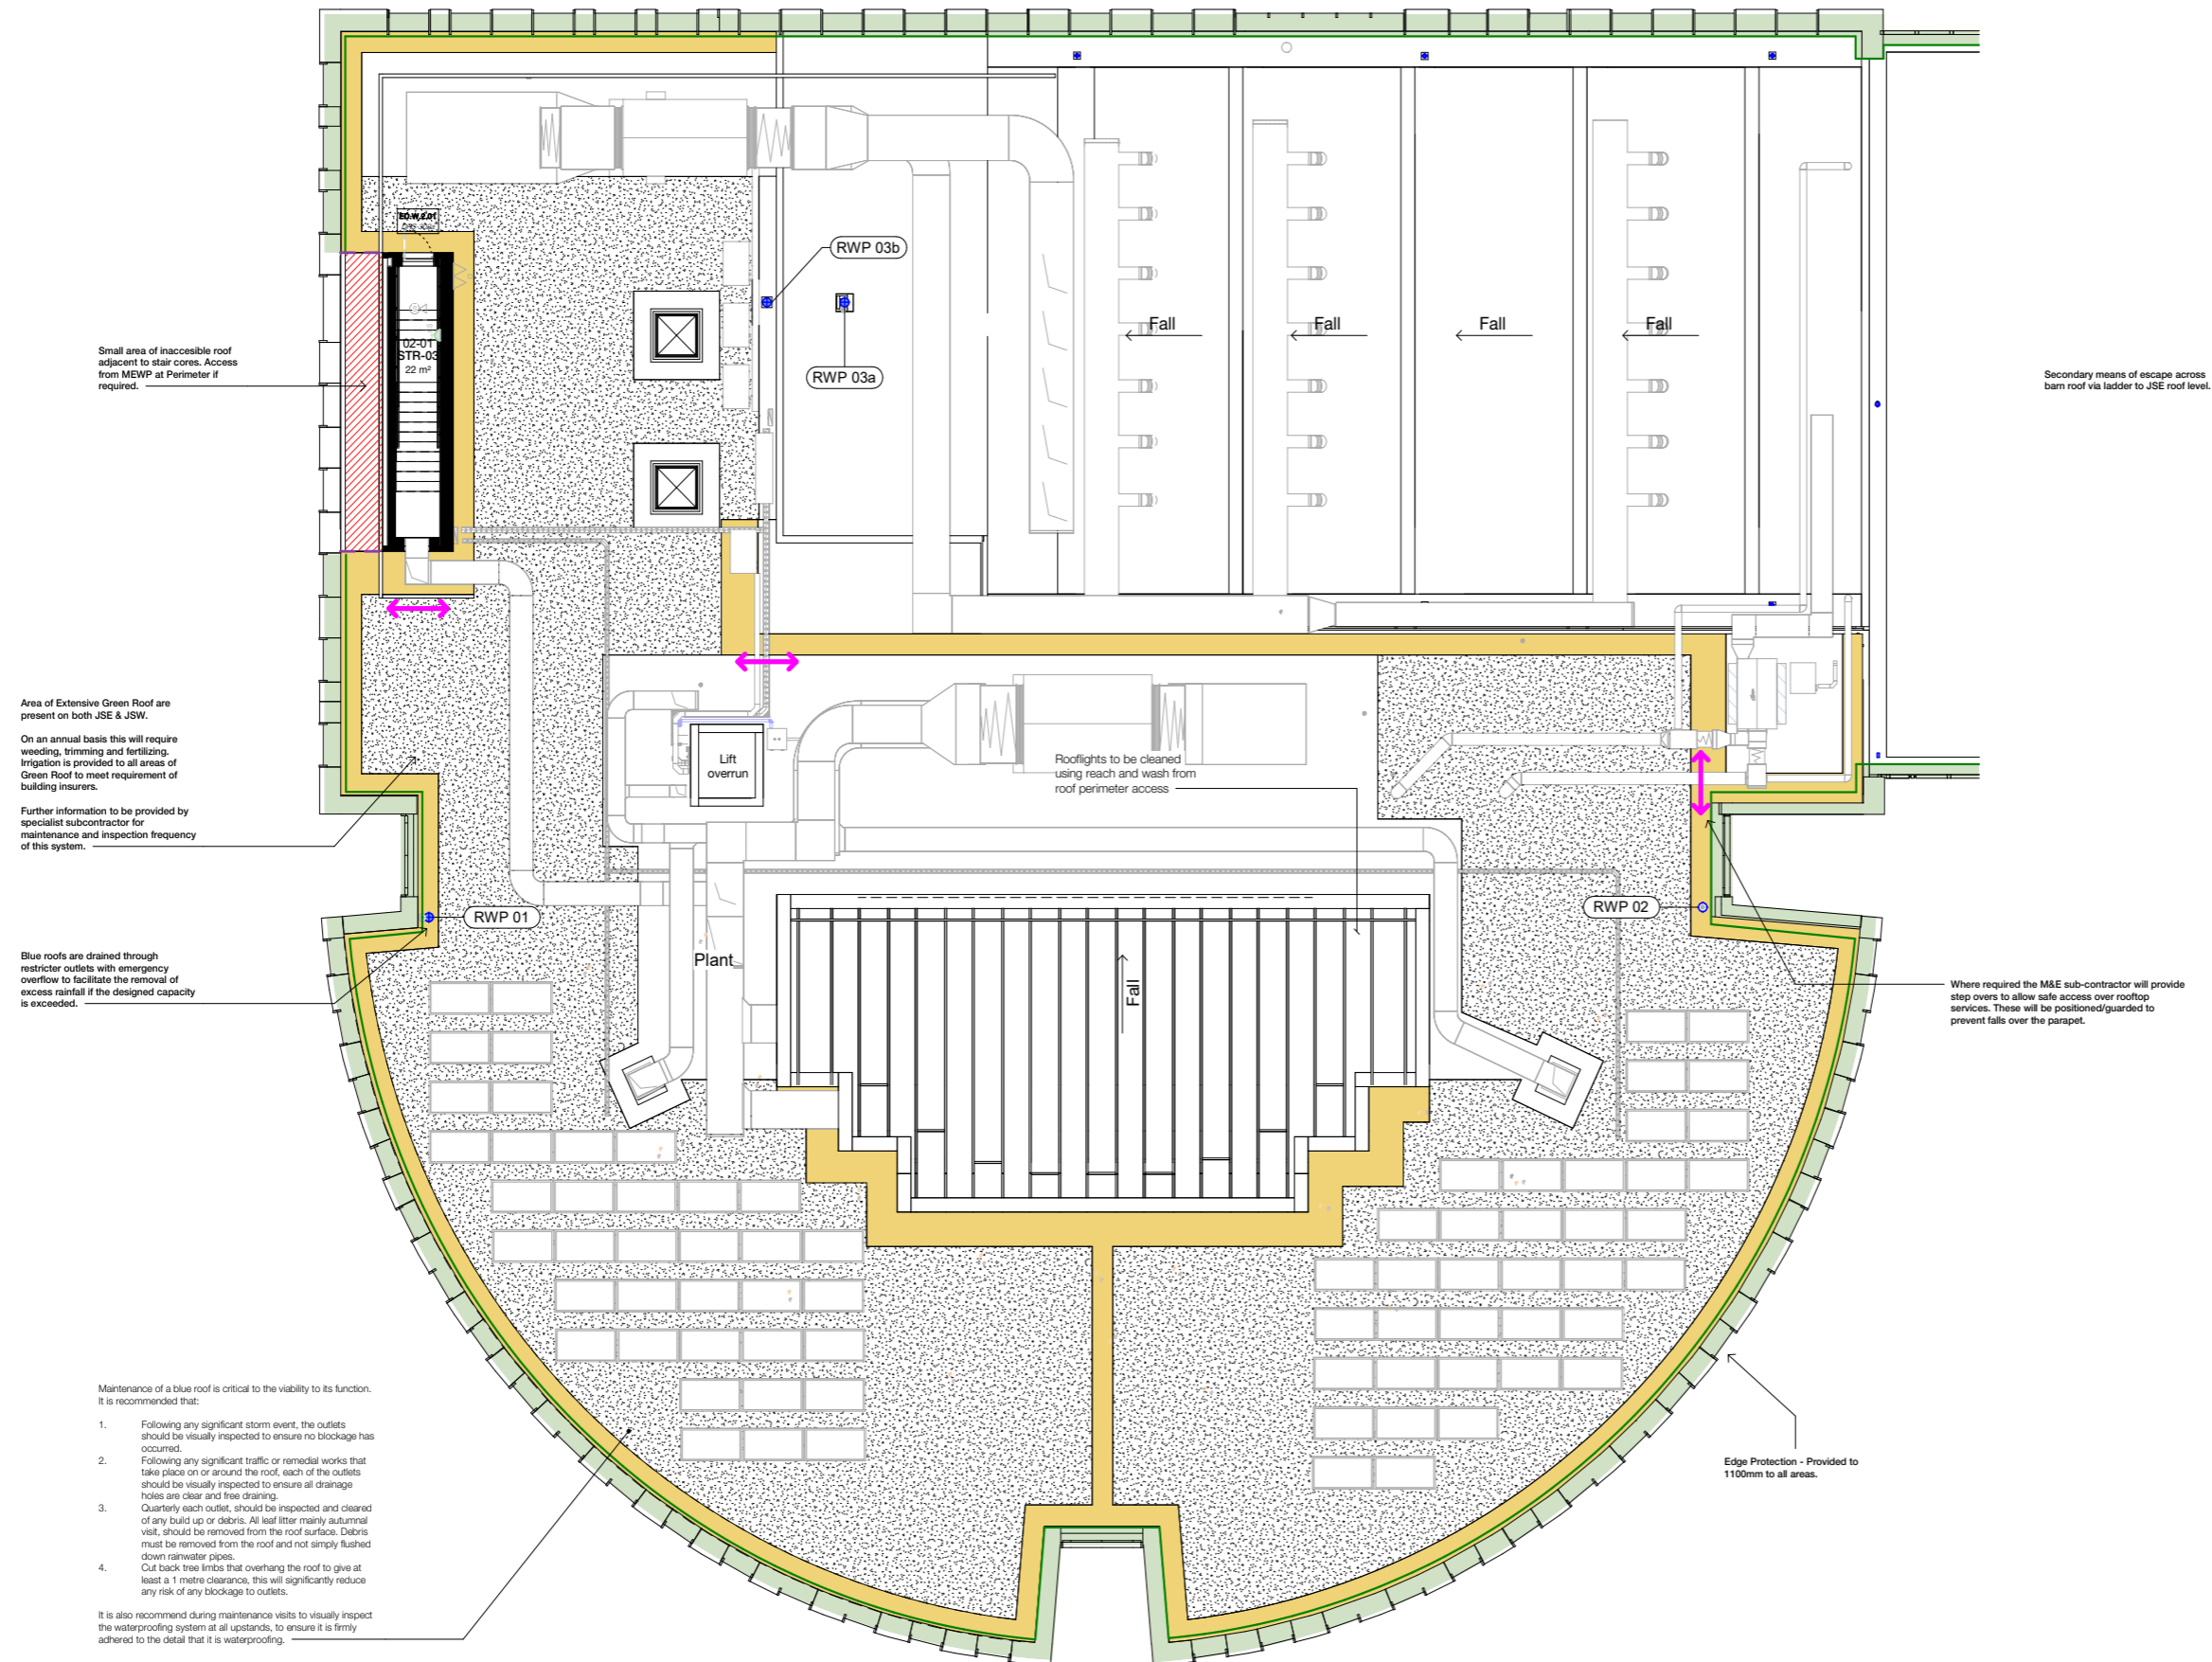 ED-W.2.01
RWP 03b
Fall
Fall
Fall
Fall
Small area of inaccesible roof
adjacent to stair cores. Access
from MEWP at Perimeter if
required.
02-01
STR-03
22 m²
RWP 03a
Secondary means of escape across
barn roof via ladder to JSE roof level.
Area of Extensive Green Roof are
present on both JSE & JSW.
On an annual basis this will require
weeding, trimming and fertilizing.
Irrigation is provided to all areas of
Green Roof to meet requirement of
building insurers.
Further information to be provided by
specialist subcontractor for
maintenance and inspection frequency
of this system.
Lift
overrun
Rooflights to be cleaned
using reach and wash from
roof perimeter access
RWP 01
RWP 02
Blue roofs are drained through
restricter outlets with emergency
overflow to facilitate the removal of
excess rainfall if the designed capacity
is exceeded.
Plant
Fall
Where required the M&E sub-contractor will provide
step overs to allow safe access over rooftop
services. These will be positioned/guarded to
prevent falls over the parapet.
Maintenance of a blue roof is critical to the viability to its function.
It is recommended that:
1. Following any significant storm event, the outlets
should be visually inspected to ensure no blockage has
occurred.
2. Following any significant traffic or remedial works that
take place on or around the roof, each of the outlets
should be visually inspected to ensure all drainage
holes are clear and free draining.
3. Quarterly each outlet, should be inspected and cleared
of any build up or debris. All leaf litter mainly autumnal
visit, should be removed from the roof surface. Debris
must be removed from the roof and not simply flushed
down rainwater pipes.
4. Cut back tree limbs that overhang the roof to give at
least a 1 metre clearance, this will significantly reduce
any risk of any blockage to outlets.
It is also recommend during maintenance visits to visually inspect
the waterproofing system at all upstands, to ensure it is firmly
adhered to the detail that it is waterproofing.
Edge Protection - Provided to
1100mm to all areas.